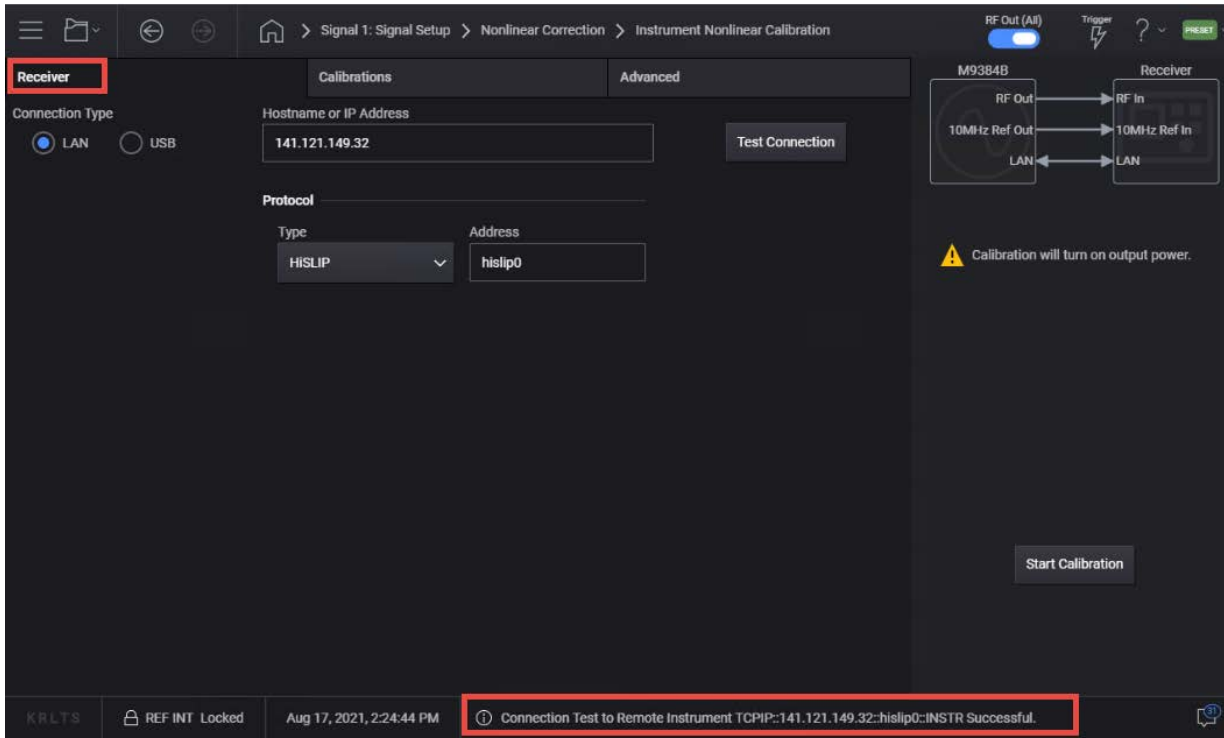 Signal 1: Signal Setup > Nonlinear Correction > Instrument Nonlinear Calibration
RF Out (All)
Trigger
?
PRESET
Receiver
Calibrations
Advanced
Connection Type
LAN
USB
Hostname or IP Address
141.121.149.32
Test Connection
Protocol
Type
Address
HiSLIP
hislip0
M9384B
Receiver
RF Out
RF In
10MHz Ref Out
10MHz Ref In
LAN
LAN
Calibration will turn on output power.
Start Calibration
KRLTS
REF INT Locked
Aug 17, 2021, 2:24:44 PM
Connection Test to Remote Instrument TCPIP::141.121.149.32::hislip0::INSTR Successful.
31